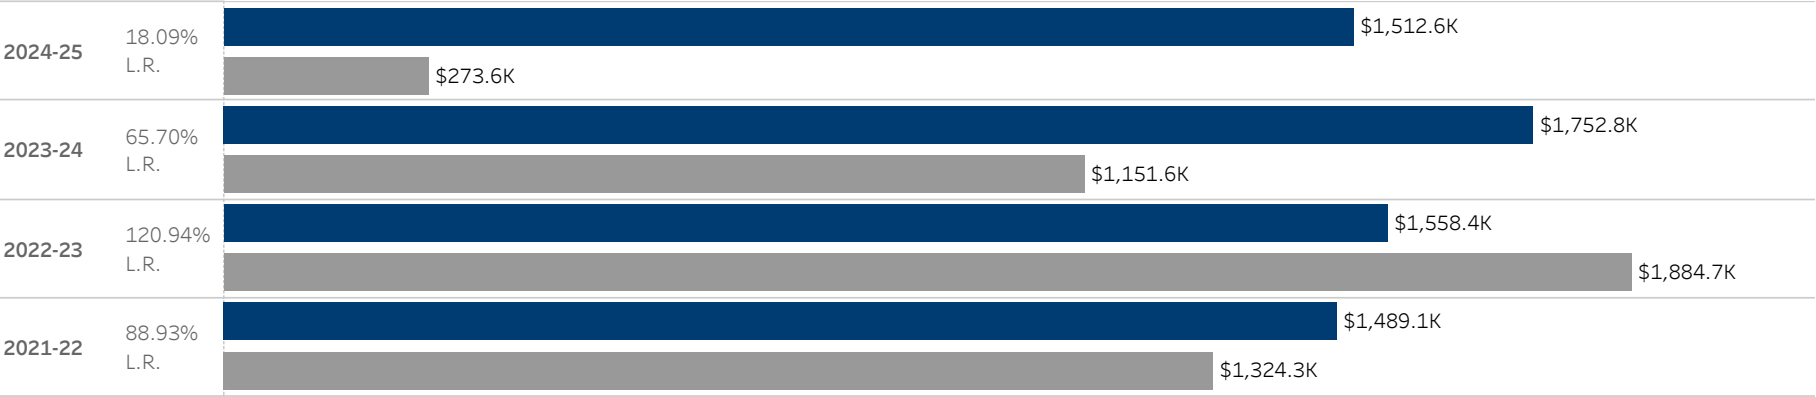 2024-25
18.09%
L.R.
$1,512.6K
$273.6K
2023-24
65.70%
L.R.
$1,752.8K
$1,151.6K
2022-23
120.94%
L.R.
$1,558.4K
$1,884.7K
2021-22
88.93%
L.R.
$1,489.1K
$1,324.3K